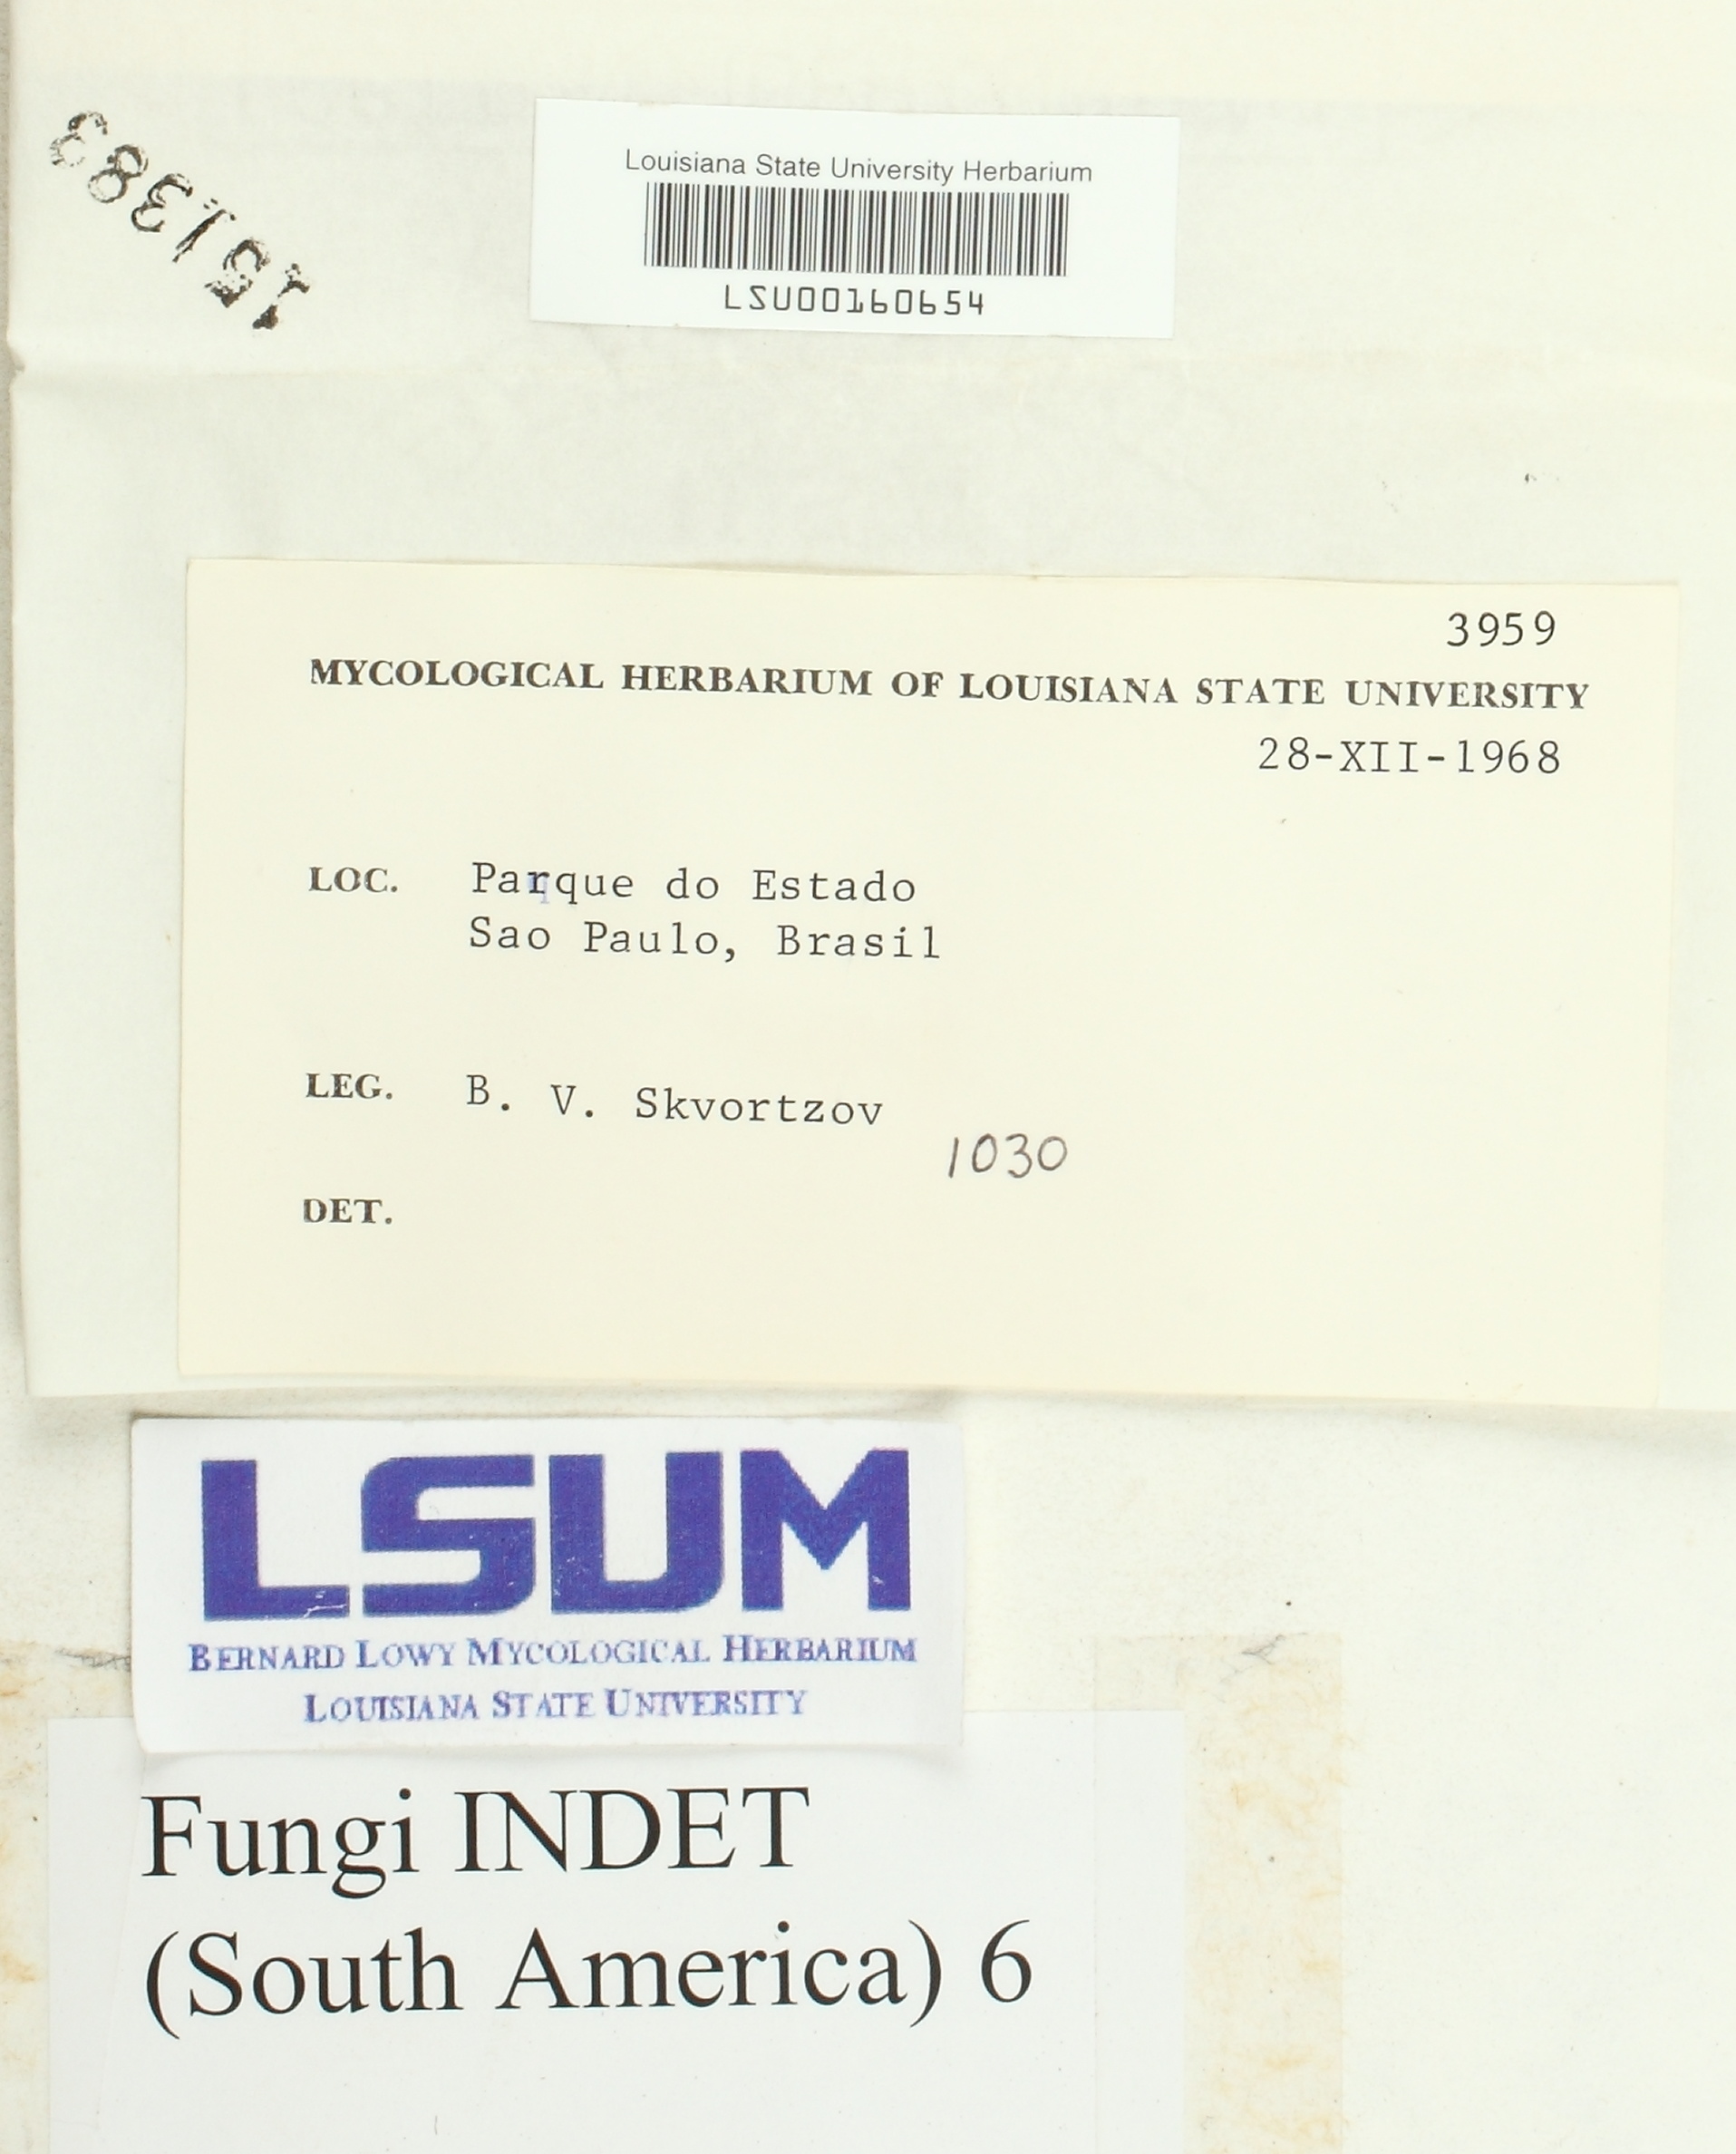 151383
Louisiana State University Herbarium
LSU00160654
3959
MYCOLOGICAL HERBARIUM OF LOUISIANA STATE UNIVERSITY
28-XII-1968
LOC. Parque do Estado
Sao Paulo, Brasil
LEG. B. V. Skvortzov
1030
DET.
LSUM
BERNARD LOWY MYCOLOGICAL HERBARIUM
LOUISIANA STATE UNIVERSITY
Fungi INDET
(South America) 6